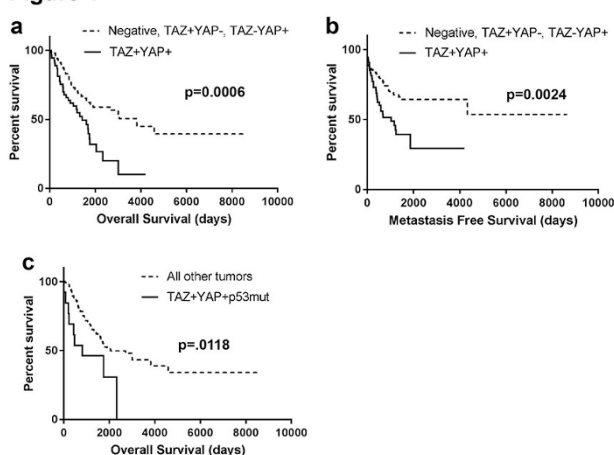 a
Negative, TAZ+YAP-, TAZ-YAP+
TAZ+YAP+
100
50
0
p=0.0006
Percent survival
0 2000 4000 6000 8000 10000
Overall Survival (days)
b
Negative, TAZ+YAP-, TAZ-YAP+
TAZ+YAP+
100
50
0
p=0.0024
Percent survival
0 2000 4000 6000 8000 10000
Metastasis Free Survival (days)
c
All other tumors
TAZ+YAP+p53mut
100
50
0
p=.0118
Percent survival
0 2000 4000 6000 8000 10000
Overall Survival (days)